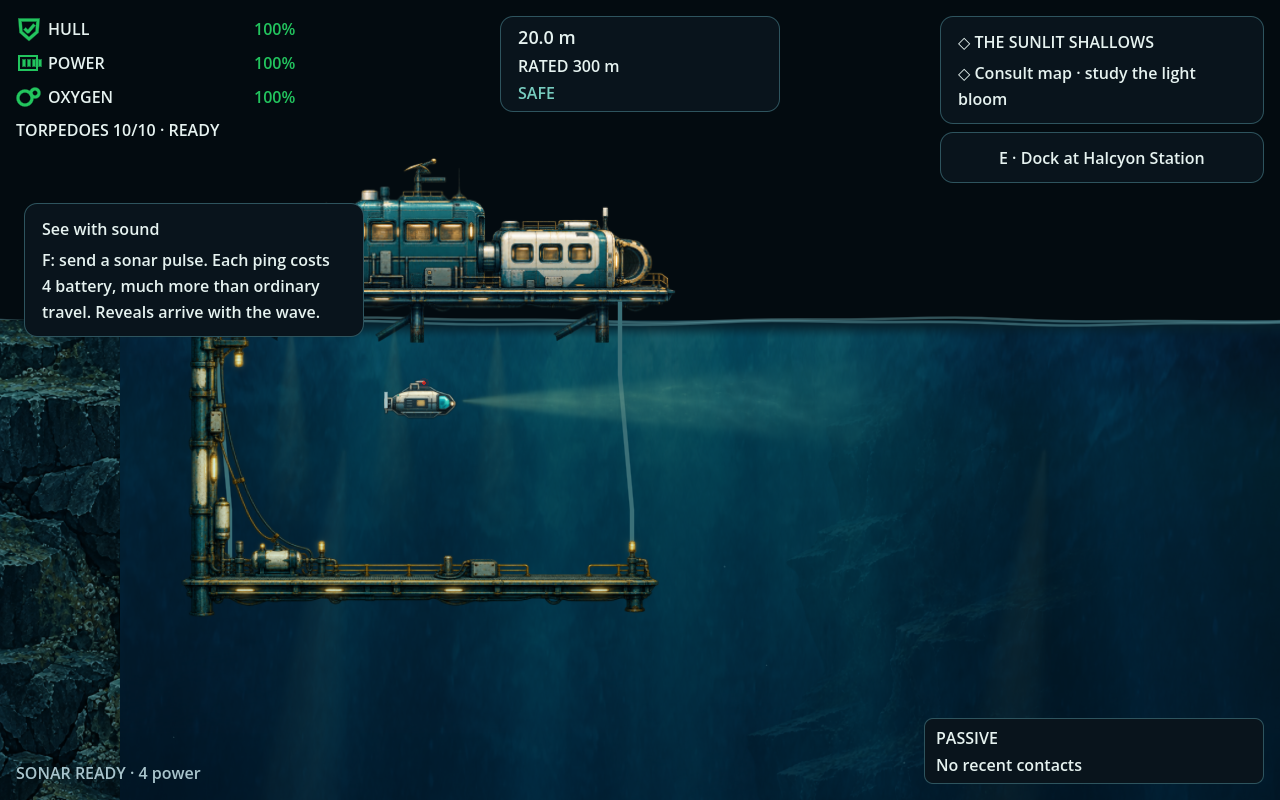 HULL 100%
POWER 100%
OXYGEN 100%
TORPEDOES 10/10 · READY
20.0 m
RATED 300 m
SAFE
◇ THE SUNLIT SHALLOWS
◇ Consult map · study the light
bloom
E · Dock at Halcyon Station
See with sound
F: send a sonar pulse. Each ping costs
4 battery, much more than ordinary
travel. Reveals arrive with the wave.
PASSIVE
No recent contacts
SONAR READY · 4 power